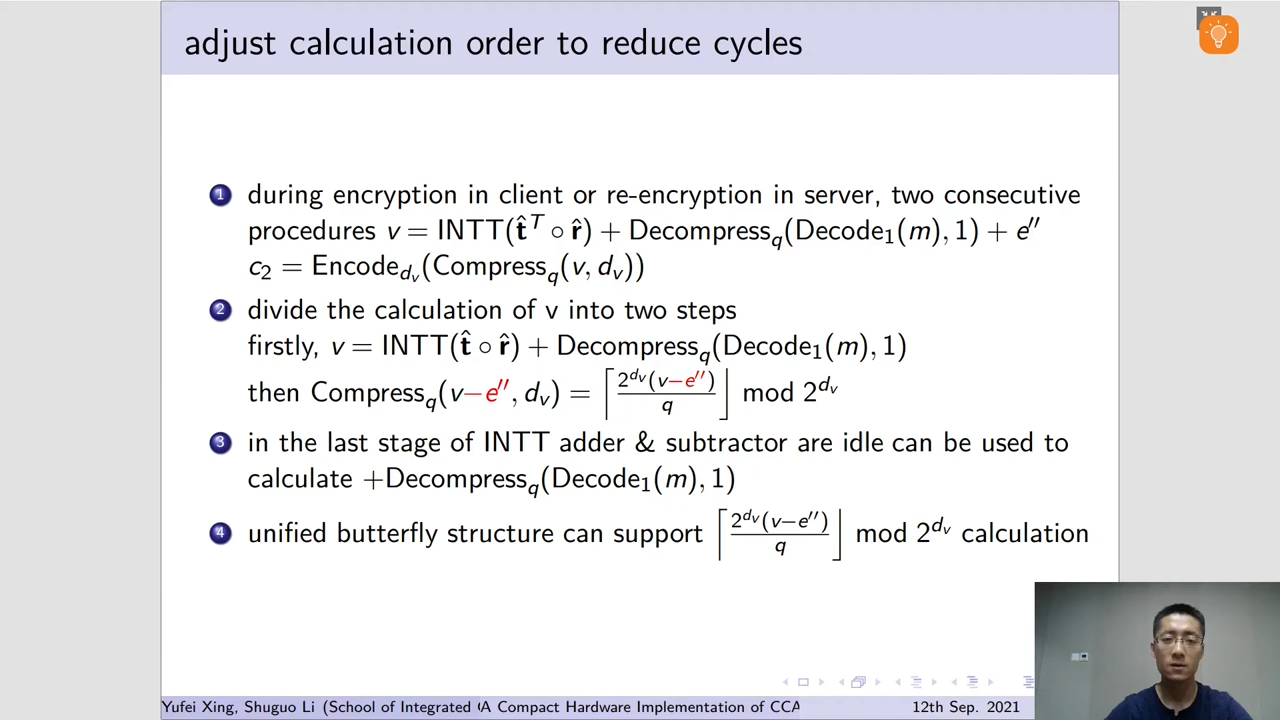 adjust calculation order to reduce cycles
1 during encryption in client or re-encryption in server, two consecutive
procedures v = INTT(t̂ᵀ ∘ r̂) + Decompress_q(Decode₁(m), 1) + e′′
c₂ = Encode_{d_v}(Compress_q(v, d_v))
2 divide the calculation of v into two steps
firstly, v = INTT(t̂ ∘ r̂) + Decompress_q(Decode₁(m), 1)
then Compress_q(v−e′′, d_v) = ⌈2^{d_v}(v−e′′)/q⌋ mod 2^{d_v}
3 in the last stage of INTT adder & subtractor are idle can be used to
calculate +Decompress_q(Decode₁(m), 1)
4 unified butterfly structure can support ⌈2^{d_v}(v−e′′)/q⌋ mod 2^{d_v} calculation
Yufei Xing, Shuguo Li (School of Integrated A Compact Hardware Implementation of CCA 12th Sep. 2021